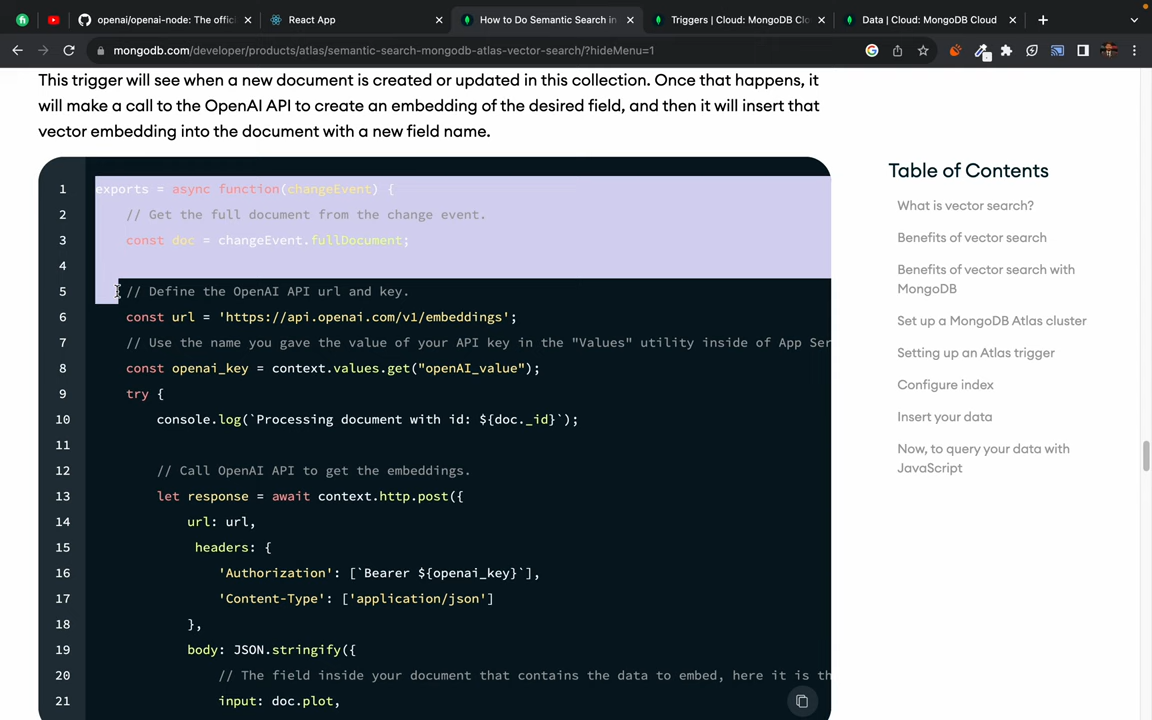 openai/openai-node: The offici
React App
How to Do Semantic Search in
Triggers | Cloud: MongoDB Clo
Data | Cloud: MongoDB Cloud
mongodb.com/developer/products/atlas/semantic-search-mongodb-atlas-vector-search/?hideMenu=1
This trigger will see when a new document is created or updated in this collection. Once that happens, it
will make a call to the OpenAI API to create an embedding of the desired field, and then it will insert that
vector embedding into the document with a new field name.
1 exports = async function(changeEvent) {
2 // Get the full document from the change event.
3 const doc = changeEvent.fullDocument;
4
5 // Define the OpenAI API url and key.
6 const url = 'https://api.openai.com/v1/embeddings';
7 // Use the name you gave the value of your API key in the "Values" utility inside of App Ser
8 const openai_key = context.values.get("openAI_value");
9 try {
10 console.log(`Processing document with id: ${doc._id}`);
11
12 // Call OpenAI API to get the embeddings.
13 let response = await context.http.post({
14 url: url,
15 headers: {
16 'Authorization': [`Bearer ${openai_key}`],
17 'Content-Type': ['application/json']
18 },
19 body: JSON.stringify({
20 // The field inside your document that contains the data to embed, here it is th
21 input: doc.plot,
Table of Contents
What is vector search?
Benefits of vector search
Benefits of vector search with
MongoDB
Set up a MongoDB Atlas cluster
Setting up an Atlas trigger
Configure index
Insert your data
Now, to query your data with
JavaScript